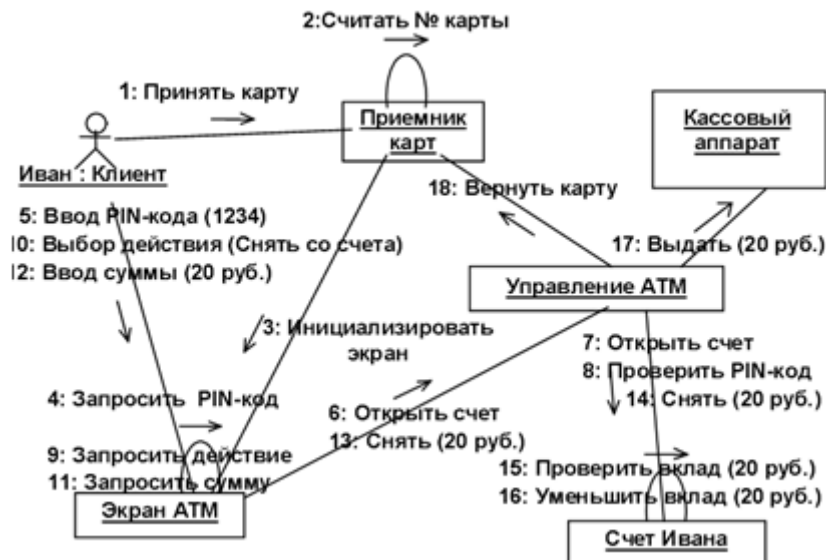 2:Считать № карты
1: Принять карту
Приемник
карт
Кассовый
аппарат
Иван : Клиент
18: Вернуть карту
5: Ввод PIN-кода (1234)
10: Выбор действия (Снять со счета)
12: Ввод суммы (20 руб.)
17: Выдать (20 руб.)
Управление АТМ
3: Инициализировать
экран
7: Открыть счет
8: Проверить PIN-код
14: Снять (20 руб.)
4: Запросить PIN-код
6: Открыть счет
13: Снять (20 руб.)
9: Запросить действие
11: Запросить сумму
15: Проверить вклад (20 руб.)
16: Уменьшить вклад (20 руб.)
Экран АТМ
Счет Ивана